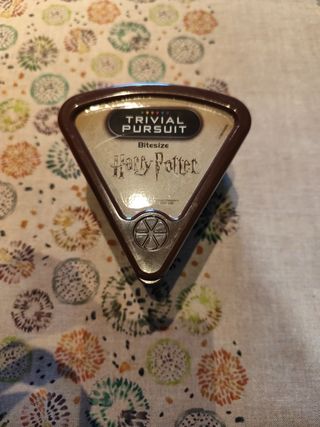 TRIVIAL
PURSUIT
Bitesize
Harry Potter